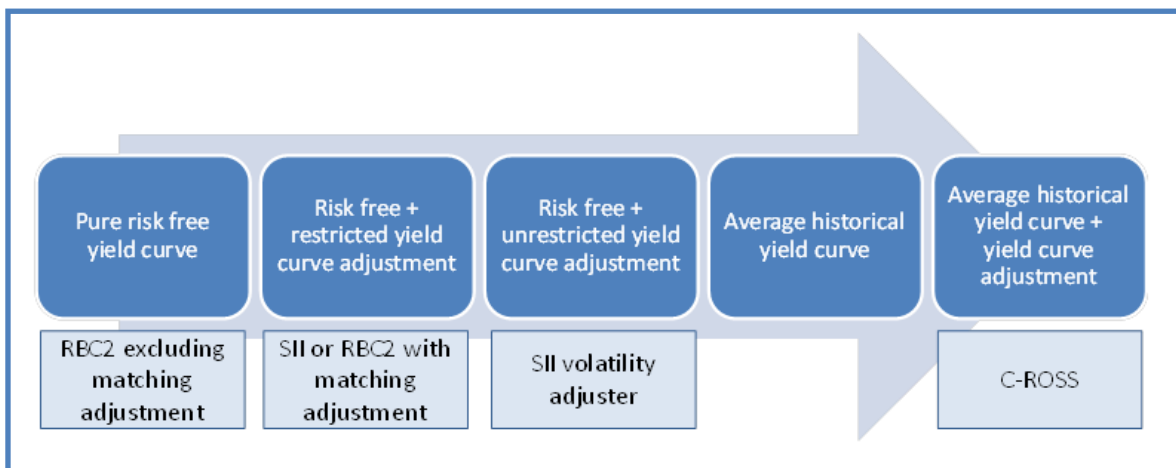 Pure risk free
yield curve
Risk free +
restricted yield
curve adjustment
Risk free +
unrestricted yield
curve adjustment
Average historical
yield curve
Average historical
yield curve +
yield curve
adjustment
RBC2 excluding
matching
adjustment
SII or RBC2 with
matching
adjustment
SII volatility
adjuster
C-ROSS